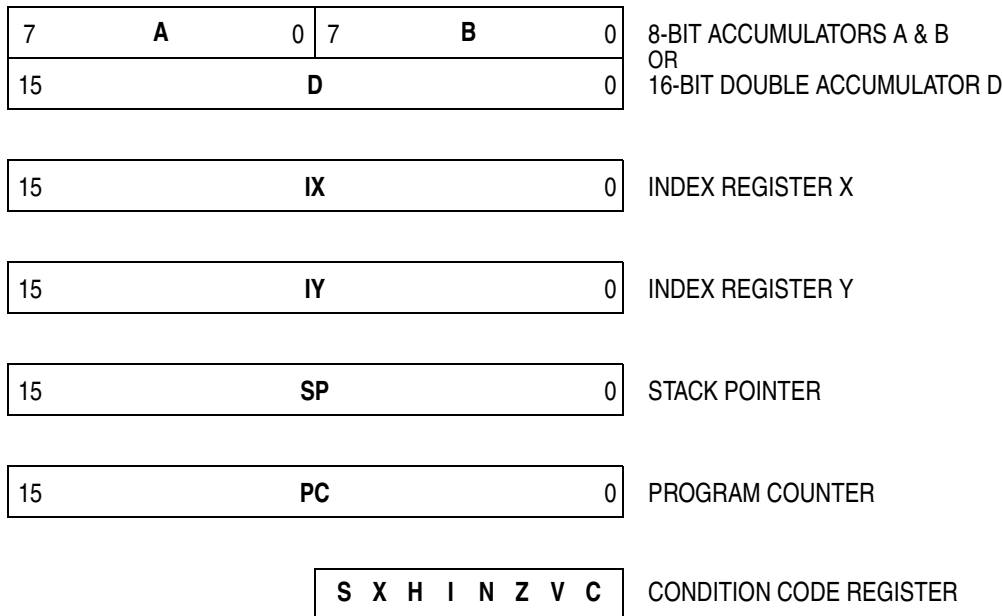 7 A 0 7 B 0 8-BIT ACCUMULATORS A & B
OR
15 D 0 16-BIT DOUBLE ACCUMULATOR D
15 IX 0 INDEX REGISTER X
15 IY 0 INDEX REGISTER Y
15 SP 0 STACK POINTER
15 PC 0 PROGRAM COUNTER
S X H I N Z V C CONDITION CODE REGISTER